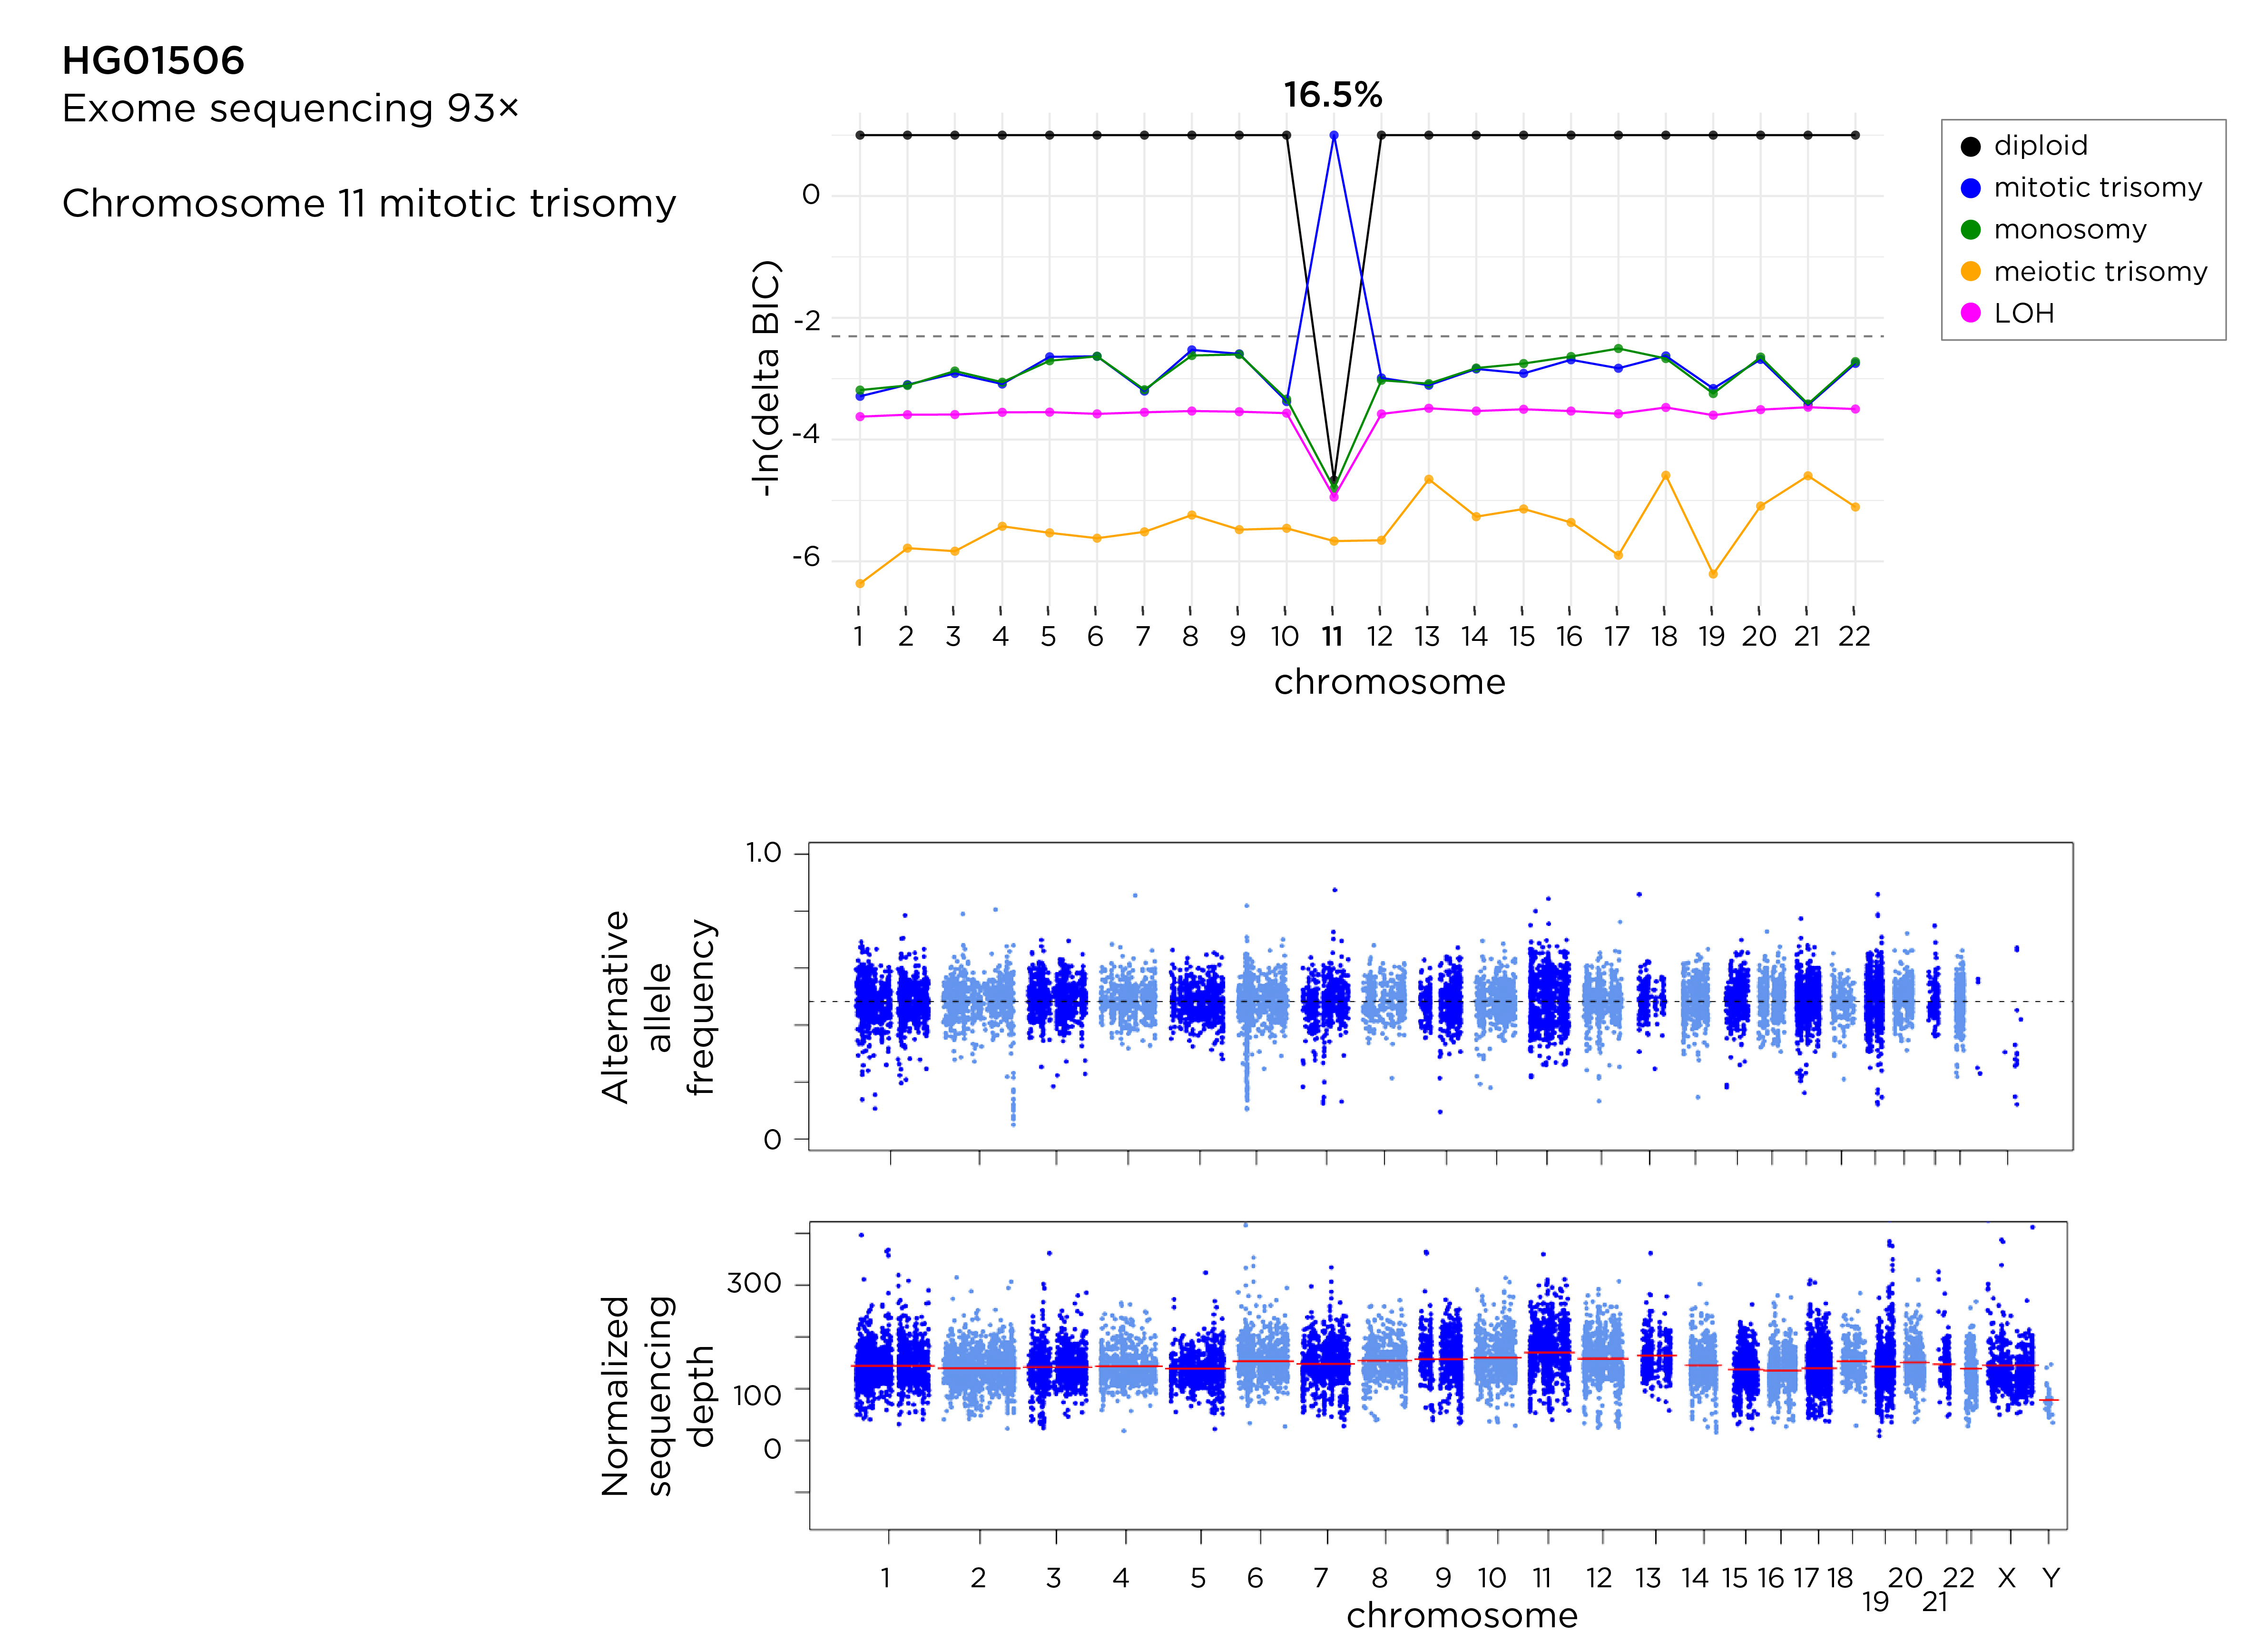 HG01506
Exome sequencing 93×
Chromosome 11 mitotic trisomy
16.5%
diploid
mitotic trisomy
monosomy
meiotic trisomy
LOH
-ln(delta BIC)
0
-2
-4
-6
1 2 3 4 5 6 7 8 9 10 11 12 13 14 15 16 17 18 19 20 21 22
chromosome
Alternative
allele
frequency
1.0
0
Normalized
sequencing
depth
300
100
0
1 2 3 4 5 6 7 8 9 10 11 12 13 14 15 16 17 18 20 22 X Y
19 21
chromosome